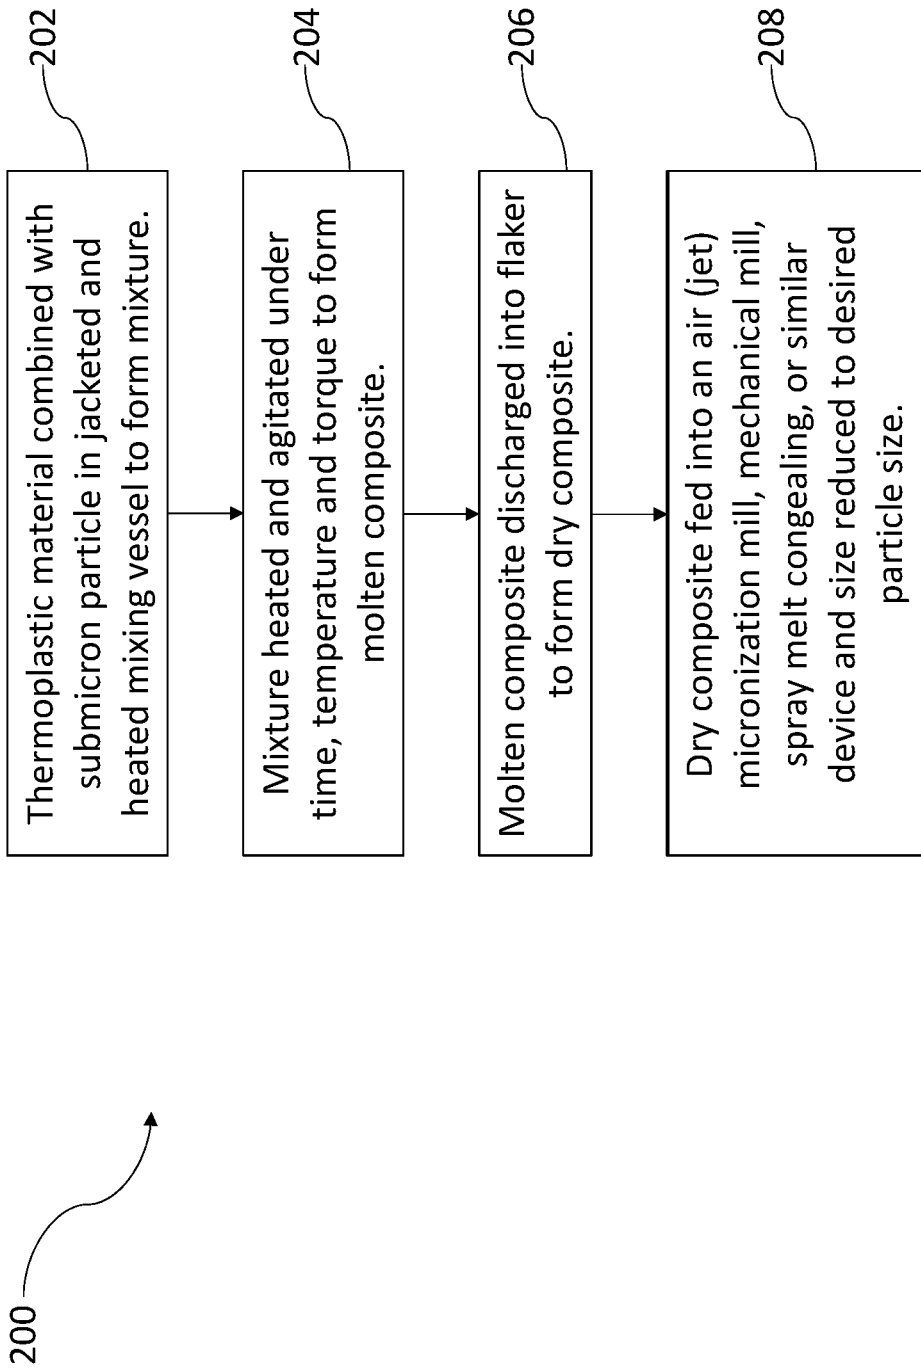 200
202
Thermoplastic material combined with
submicron particle in jacketed and
heated mixing vessel to form mixture.
204
Mixture heated and agitated under
time, temperature and torque to form
molten composite.
206
Molten composite discharged into flaker
to form dry composite.
208
Dry composite fed into an air (jet)
micronization mill, mechanical mill,
spray melt congealing, or similar
device and size reduced to desired
particle size.